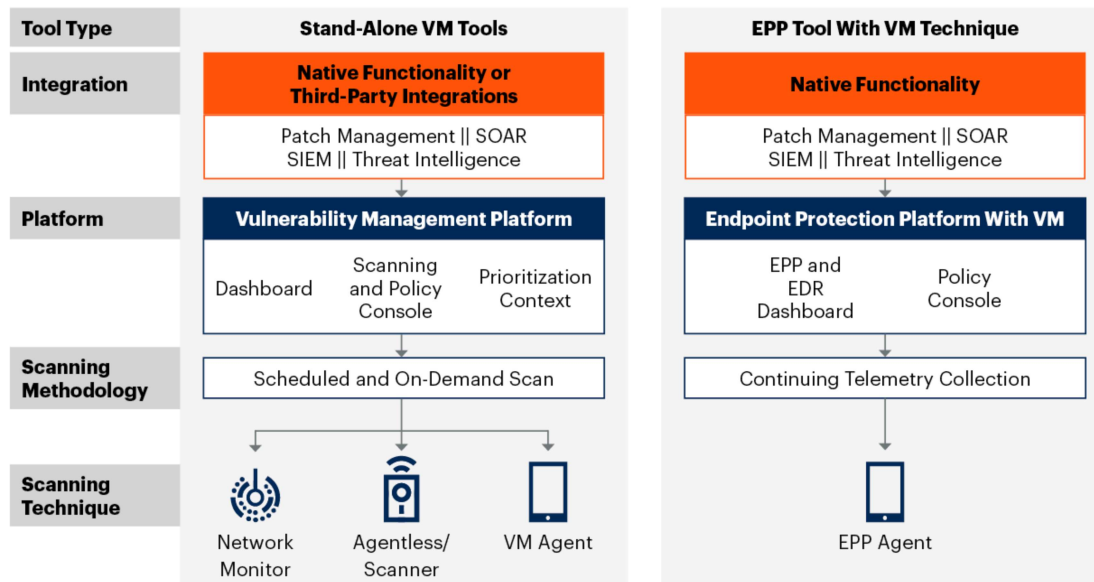 Tool Type
Stand-Alone VM Tools
EPP Tool With VM Technique
Integration
Native Functionality or
Third-Party Integrations
Native Functionality
Patch Management || SOAR
SIEM || Threat Intelligence
Patch Management || SOAR
SIEM || Threat Intelligence
Platform
Vulnerability Management Platform
Endpoint Protection Platform With VM
Dashboard
Scanning
and Policy
Console
Prioritization
Context
EPP and
EDR
Dashboard
Policy
Console
Scanning
Methodology
Scheduled and On-Demand Scan
Continuing Telemetry Collection
Scanning
Technique
Network
Monitor
Agentless/
Scanner
VM Agent
EPP Agent